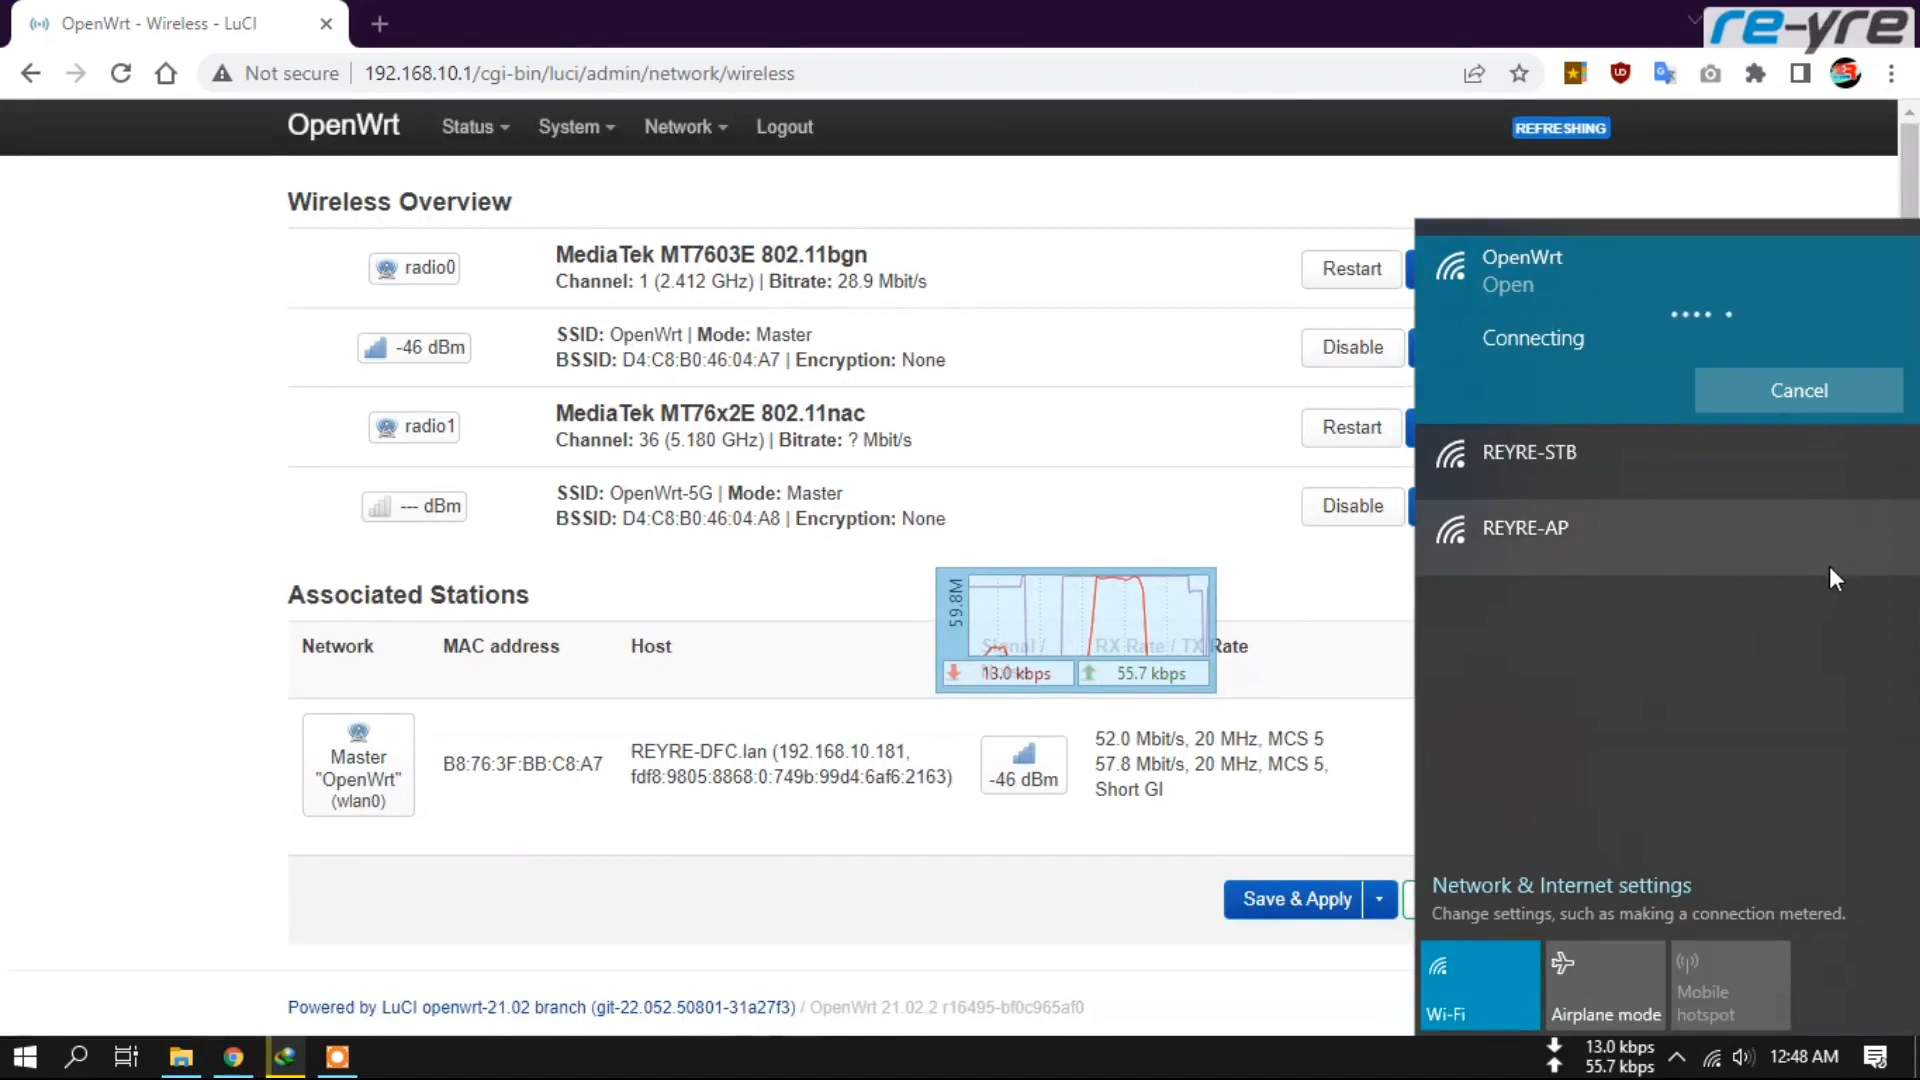 OpenWrt - Wireless - LuCI
re-yre
Not secure
192.168.10.1/cgi-bin/luci/admin/network/wireless
OpenWrt
Status
System
Network
Logout
REFRESHING
Wireless Overview
radio0
MediaTek MT7603E 802.11bgn
Channel: 1 (2.412 GHz) | Bitrate: 28.9 Mbit/s
Restart
-46 dBm
SSID: OpenWrt | Mode: Master
BSSID: D4:C8:B0:46:04:A7 | Encryption: None
Disable
radio1
MediaTek MT76x2E 802.11nac
Channel: 36 (5.180 GHz) | Bitrate: ? Mbit/s
Restart
--- dBm
SSID: OpenWrt-5G | Mode: Master
BSSID: D4:C8:B0:46:04:A8 | Encryption: None
Disable
Associated Stations
Network
MAC address
Host
Signal /
RX Rate / TX Rate
59.8M
13.0 kbps
55.7 kbps
Master
"OpenWrt"
(wlan0)
B8:76:3F:BB:C8:A7
REYRE-DFC.lan (192.168.10.181,
fdf8:9805:8868:0:749b:99d4:6af6:2163)
-46 dBm
52.0 Mbit/s, 20 MHz, MCS 5
57.8 Mbit/s, 20 MHz, MCS 5,
Short GI
Save & Apply
Powered by LuCI openwrt-21.02 branch (git-22.052.50801-31a27f3) / OpenWrt 21.02.2 r16495-bf0c965af0
OpenWrt
Open
Connecting
Cancel
REYRE-STB
REYRE-AP
Network & Internet settings
Change settings, such as making a connection metered.
Wi-Fi
Airplane mode
Mobile
hotspot
13.0 kbps
55.7 kbps
12:48 AM